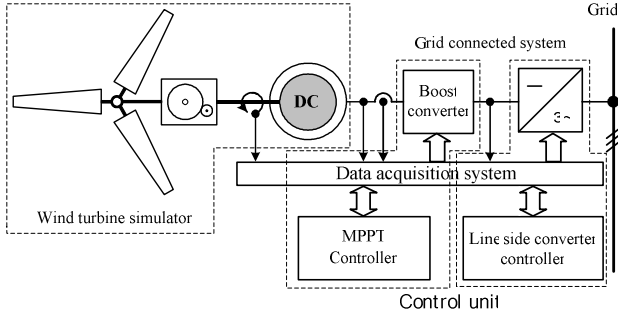 Grid
Grid connected system
DC
Boost
converter
3~
Data acquisition system
Wind turbine simulator
MPPT
Controller
Line side converter
controller
Control unit